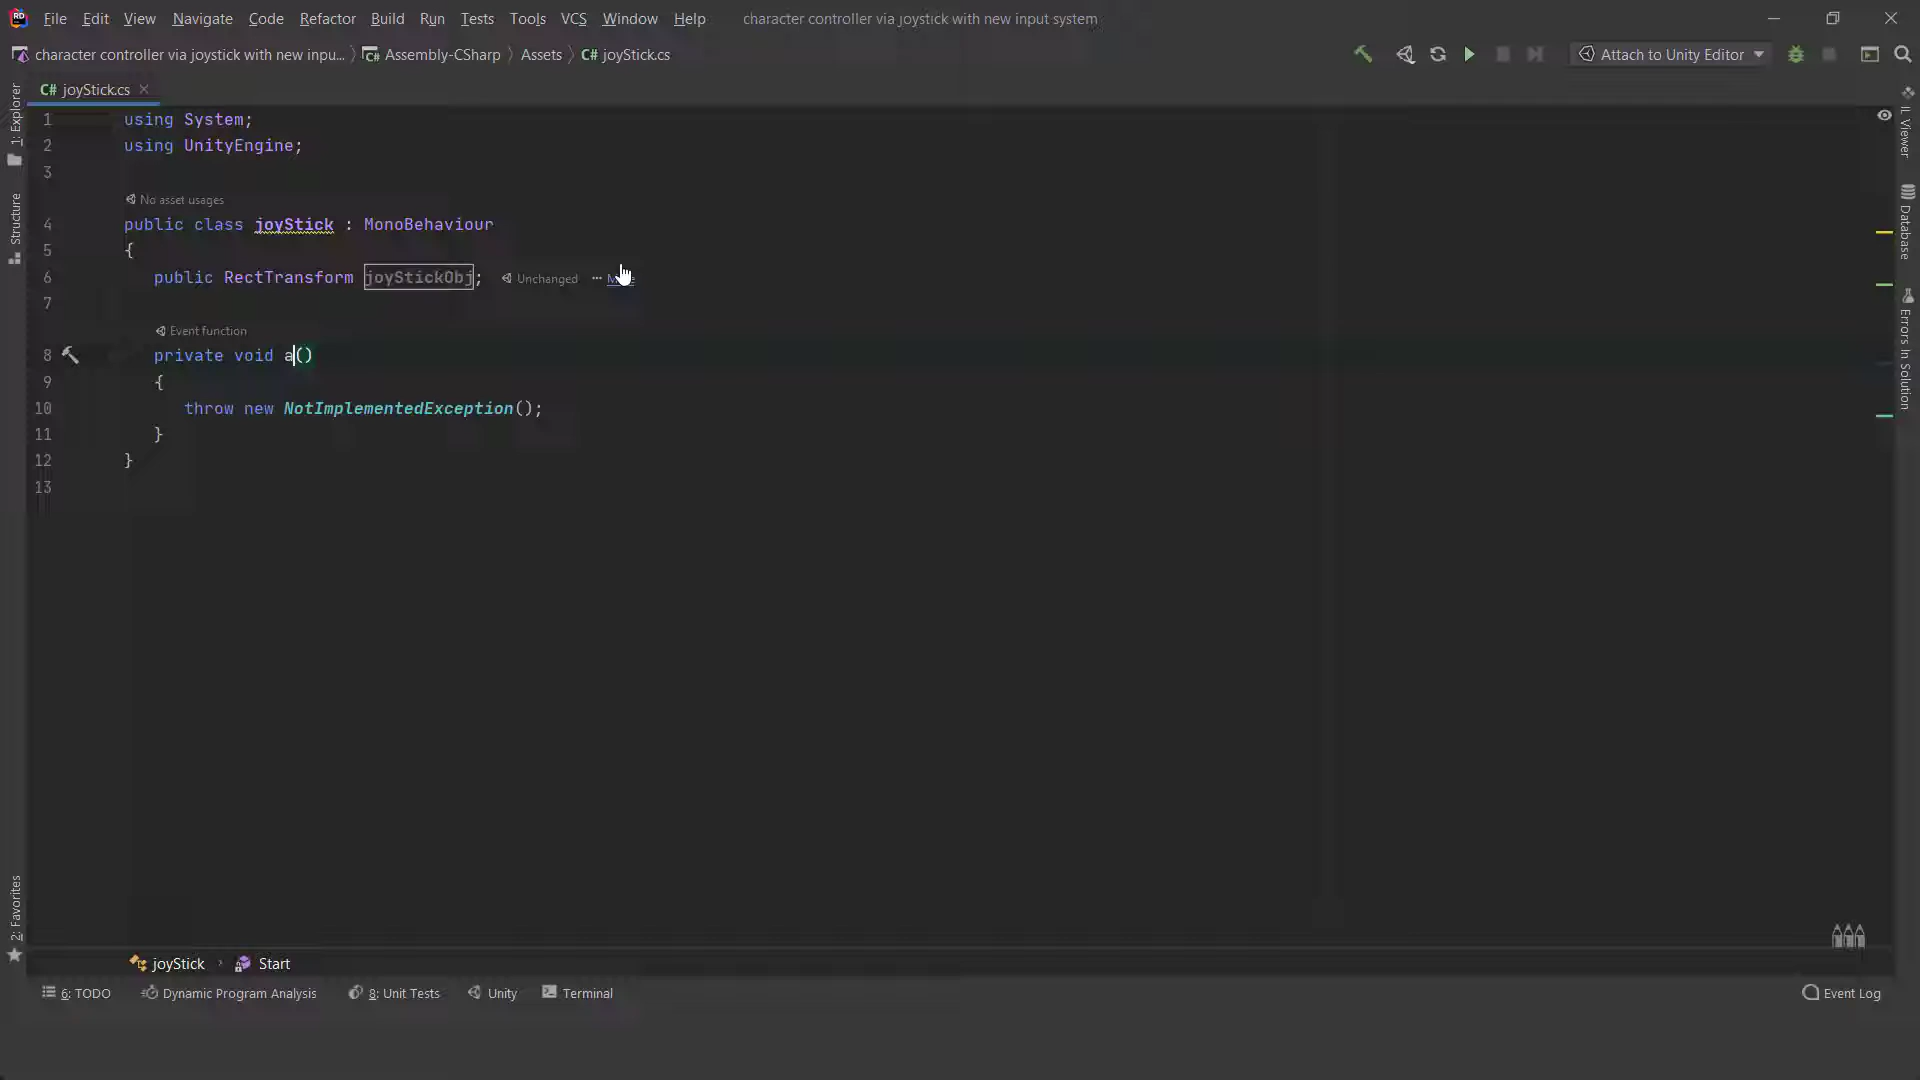 File Edit View Navigate Code Refactor Build Run Tests Tools VCS Window Help character controller via joystick with new input system
character controller via joystick with new inpu... Assembly-CSharp Assets C# joyStick.cs Attach to Unity Editor
C# joyStick.cs
1 using System;
2 using UnityEngine;
3
No asset usages
4 public class joyStick : MonoBehaviour
5 {
6 public RectTransform joyStickObj; Unchanged
7
Event function
8 private void a()
9 {
10 throw new NotImplementedException();
11 }
12 }
13
1: Explorer
Structure
2: Favorites
IL Viewer
Database
Errors In Solution
joyStick Start
6: TODO Dynamic Program Analysis 8: Unit Tests Unity Terminal Event Log